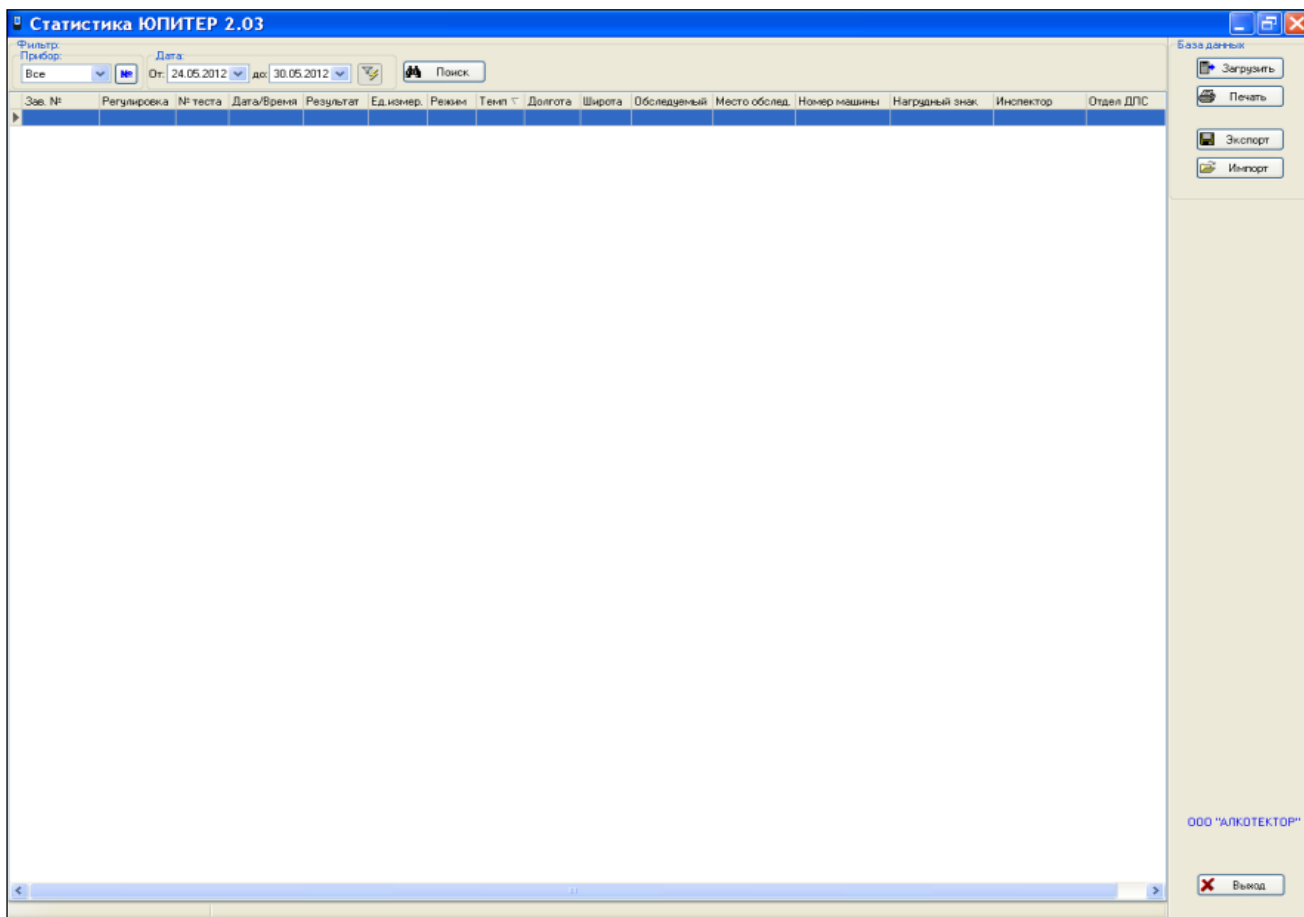 Статистика ЮПИТЕР 2.03
Фильтр:
Прибор:
Дата:
Все № От: 24.05.2012 до: 30.05.2012 Поиск
Зав. № Регулировка № теста Дата/Время Результат Ед.измер. Режим Темп Долгота Широта Обследуемый Место обслед. Номер машины Нагрудный знак Инспектор Отдел ДПС
База данных
Загрузить
Печать
Экспорт
Импорт
ООО "АЛКОТЕКТОР"
Выход